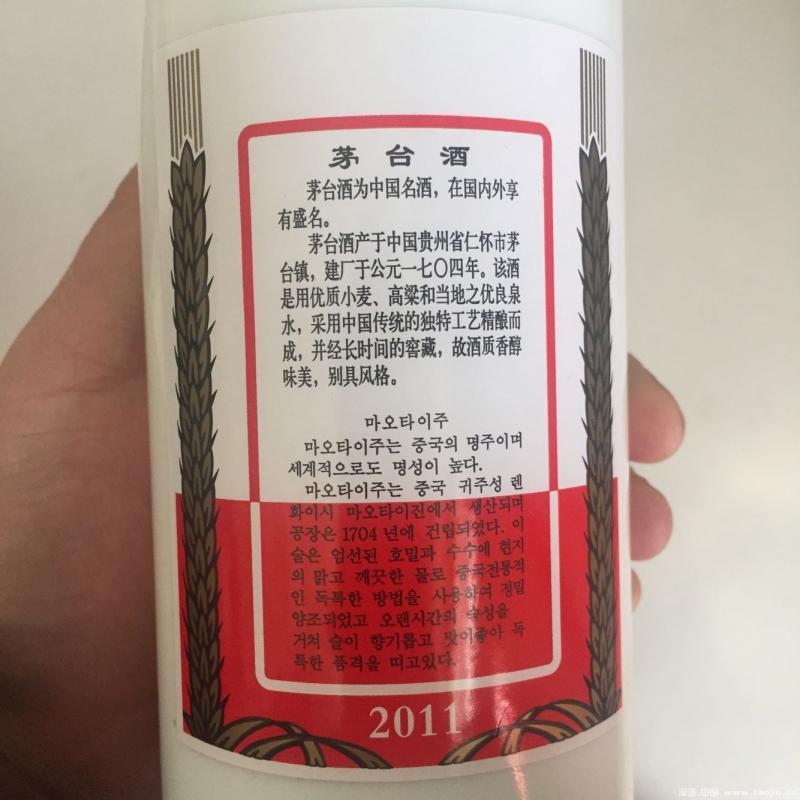 茅台酒
茅台酒为中国名酒，在国内外享
有盛名。
茅台酒产于中国贵州省仁怀市茅
台镇，建厂于公元一七〇四年。该酒
是用优质小麦、高粱和当地之优良泉
水，采用中国传统的独特工艺精酿而
成，并经长时间的窖藏，故酒质香醇
味美，别具风格。
마오타이주
마오타이주는 중국의 명주이며
세계적으로도 명성이 높다.
마오타이주는 중국 귀주성 렌
화이시 마오타이진에서 생산되며
공장은 1704 년에 건립되였다. 이
술은 엄선된 호밀과 수수에 현지
의 맑고 깨끗한 물로 중국전통적
인 독특한 방법을 사용하여 정밀
양조되었고 오랜시간의 숙성을
거쳐 술이 향기롭고 맛이좋아 독
특한 품격을 띠고있다.
2011
www.taojiu.cn